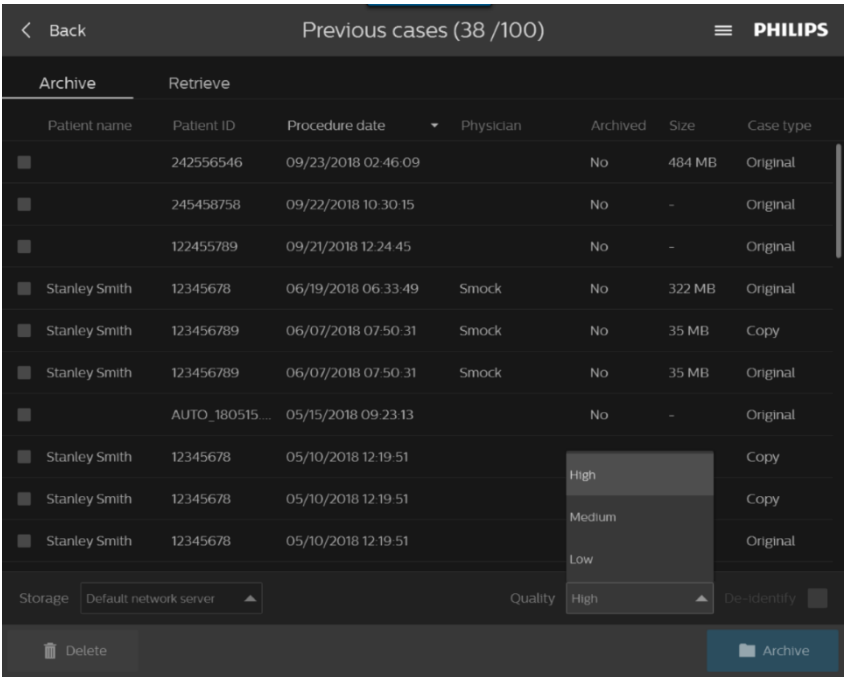 Back Previous cases (38 /100) PHILIPS
Archive Retrieve
Patient name Patient ID Procedure date Physician Archived Size Case type
242556546 09/23/2018 02:46:09 No 484 MB Original
245458758 09/22/2018 10:30:15 No - Original
122455789 09/21/2018 12:24:45 No - Original
Stanley Smith 12345678 06/19/2018 06:33:49 Smock No 322 MB Original
Stanley Smith 123456789 06/07/2018 07:50:31 Smock No 35 MB Copy
Stanley Smith 123456789 06/07/2018 07:50:31 Smock No 35 MB Original
AUTO_180515.... 05/15/2018 09:23:13 No - Original
Stanley Smith 12345678 05/10/2018 12:19:51 Copy
High
Stanley Smith 12345678 05/10/2018 12:19:51 Copy
Medium
Stanley Smith 12345678 05/10/2018 12:19:51 Original
Low
Storage Default network server Quality High De-identify
Delete Archive